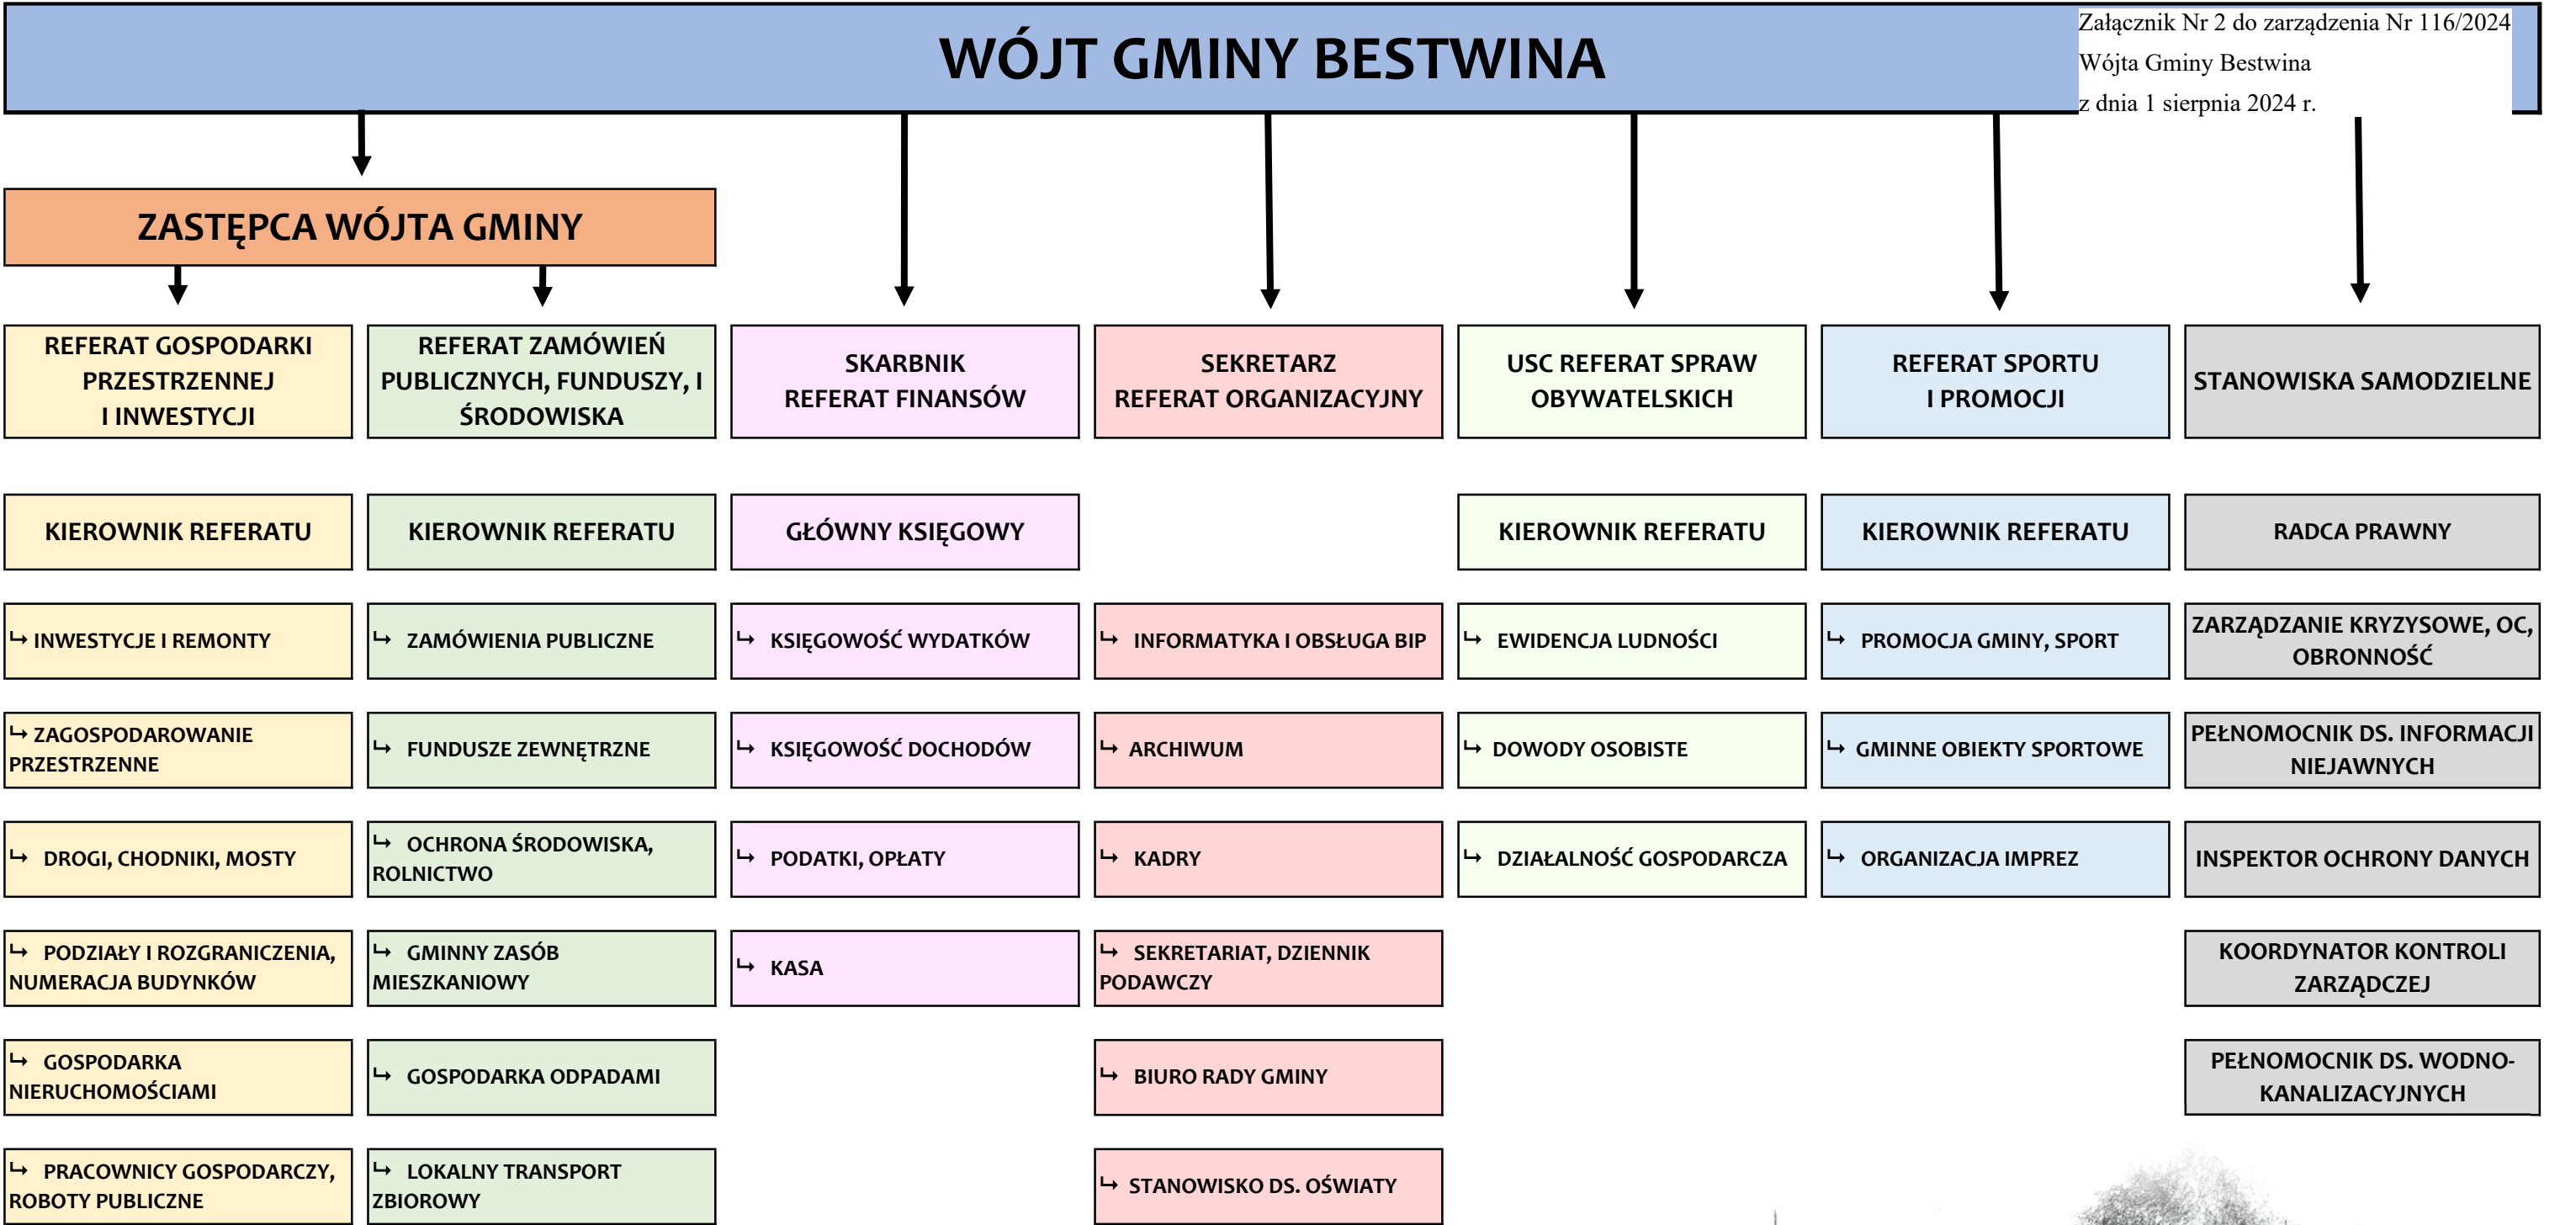 WÓJT GMINY BESTWINA
Załącznik Nr 2 do zarządzenia Nr 116/2024
Wójta Gminy Bestwina
z dnia 1 sierpnia 2024 r.
ZASTĘPCA WÓJTA GMINY
REFERAT GOSPODARKI
PRZESTRZENNEJ
I INWESTYCJI
REFERAT ZAMÓWIEŃ
PUBLICZNYCH, FUNDUSZY, I
ŚRODOWISKA
SKARBNIK
REFERAT FINANSÓW
SEKRETARZ
REFERAT ORGANIZACYJNY
USC REFERAT SPRAW
OBYWATELSKICH
REFERAT SPORTU
I PROMOCJI
STANOWISKA SAMODZIELNE
KIEROWNIK REFERATU
KIEROWNIK REFERATU
GŁÓWNY KSIĘGOWY
KIEROWNIK REFERATU
KIEROWNIK REFERATU
RADCA PRAWNY
↳ INWESTYCJE I REMONTY
↳ ZAMÓWIENIA PUBLICZNE
↳ KSIĘGOWOŚĆ WYDATKÓW
↳ INFORMATYKA I OBSŁUGA BIP
↳ EWIDENCJA LUDNOŚCI
↳ PROMOCJA GMINY, SPORT
ZARZĄDZANIE KRYZYSOWE, OC,
OBRONNOŚĆ
↳ ZAGOSPODAROWANIE
PRZESTRZENNE
↳ FUNDUSZE ZEWNĘTRZNE
↳ KSIĘGOWOŚĆ DOCHODÓW
↳ ARCHIWUM
↳ DOWODY OSOBISTE
↳ GMINNE OBIEKTY SPORTOWE
PEŁNOMOCNIK DS. INFORMACJI
NIEJAWNYCH
↳ DROGI, CHODNIKI, MOSTY
↳ OCHRONA ŚRODOWISKA,
ROLNICTWO
↳ PODATKI, OPŁATY
↳ KADRY
↳ DZIAŁALNOŚĆ GOSPODARCZA
↳ ORGANIZACJA IMPREZ
INSPEKTOR OCHRONY DANYCH
↳ PODZIAŁY I ROZGRANICZENIA,
NUMERACJA BUDYNKÓW
↳ GMINNY ZASÓB
MIESZKANIOWY
↳ KASA
↳ SEKRETARIAT, DZIENNIK
PODAWCZY
KOORDYNATOR KONTROLI
ZARZĄDCZEJ
↳ GOSPODARKA
NIERUCHOMOŚCIAMI
↳ GOSPODARKA ODPADAMI
↳ BIURO RADY GMINY
PEŁNOMOCNIK DS. WODNO-
KANALIZACYJNYCH
↳ PRACOWNICY GOSPODARCZY,
ROBOTY PUBLICZNE
↳ LOKALNY TRANSPORT
ZBIOROWY
↳ STANOWISKO DS. OŚWIATY